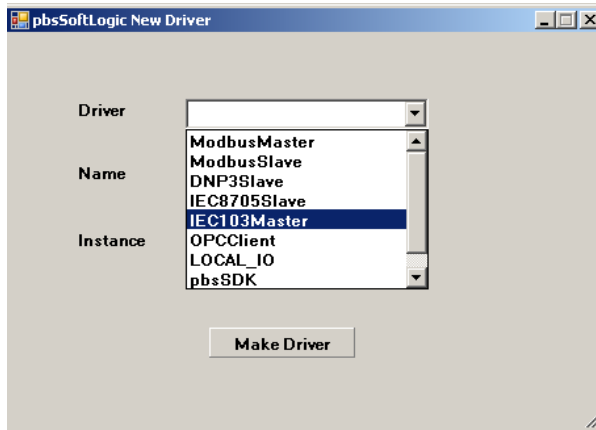 pbsSoftLogic New Driver
Driver
ModbusMaster
ModbusSlave
Name
DNP3Slave
IEC8705Slave
IEC103Master
Instance
OPCClient
LOCAL_IO
pbsSDK
Make Driver